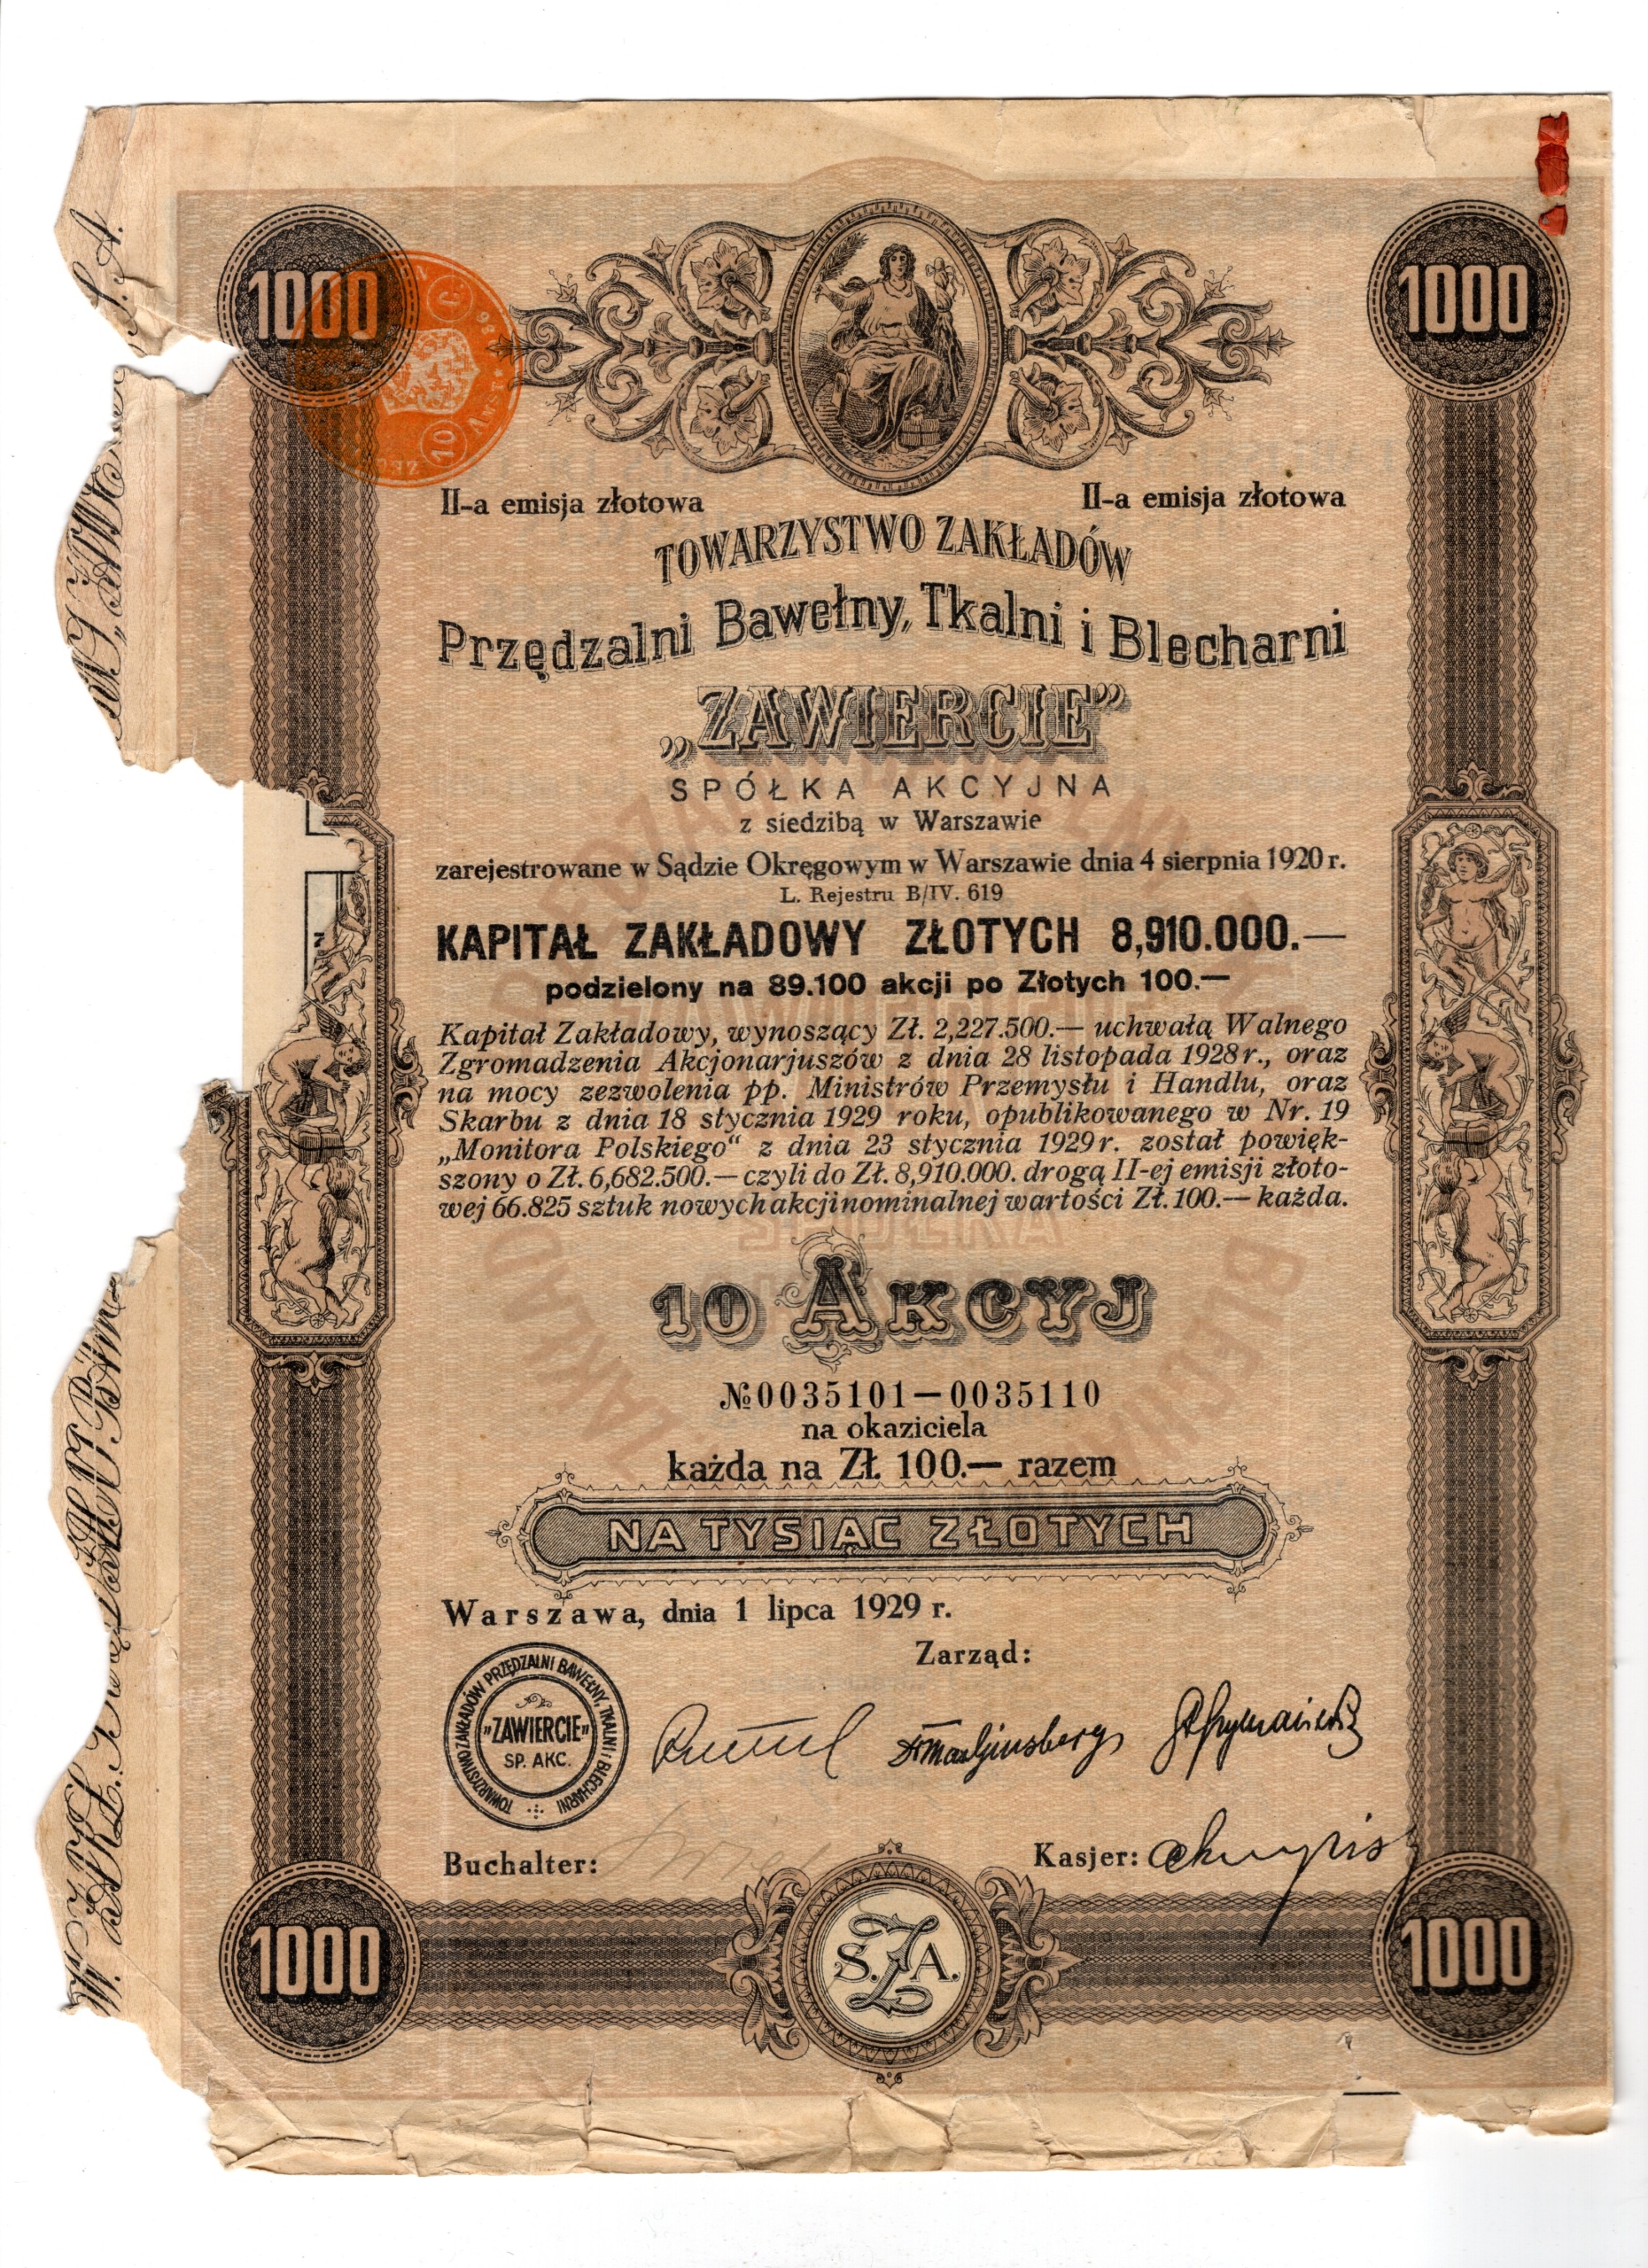 1000
1000
II-a emisja złotowa
II-a emisja złotowa
TOWARZYSTWO ZAKŁADÓW
Przędzalni Bawełny, Tkalni i Blecharni
„ZAWIERCIE”
SPÓŁKA AKCYJNA
z siedzibą w Warszawie
zarejestrowane w Sądzie Okręgowym w Warszawie dnia 4 sierpnia 1920 r.
L. Rejestru B/IV. 619
KAPITAŁ ZAKŁADOWY ZŁOTYCH 8,910.000.—
podzielony na 89.100 akcji po Złotych 100.—
Kapitał Zakładowy, wynoszący Zł. 2,227.500.— uchwałą Walnego
Zgromadzenia Akcjonarjuszów z dnia 28 listopada 1928 r., oraz
na mocy zezwolenia pp. Ministrów Przemysłu i Handlu, oraz
Skarbu z dnia 18 stycznia 1929 roku, opublikowanego w Nr. 19
„Monitora Polskiego“ z dnia 23 stycznia 1929 r. został powięk-
szony o Zł. 6,682.500.— czyli do Zł. 8,910.000. drogą II-ej emisji złoto-
wej 66.825 sztuk nowych akcji nominalnej wartości Zł. 100.— każda.
10 AKCYJ
№ 0035101—0035110
na okaziciela
każda na Zł. 100.— razem
NA TYSIĄC ZŁOTYCH
Warszawa, dnia 1 lipca 1929 r.
Zarząd:
TOWARZYSTWO ZAKŁADÓW PRZĘDZALNI BAWEŁNY, TKALNI i BLECHARNI
„ZAWIERCIE”
SP. AKC.
Buchalter:
Kasjer:
1000
S.Z.A.
1000
S. A.
10